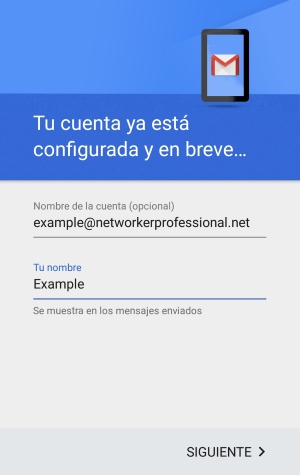 Tu cuenta ya está
configurada y en breve...
Nombre de la cuenta (opcional)
example@networkerprofessional.net
Tu nombre
Example
Se muestra en los mensajes enviados
SIGUIENTE